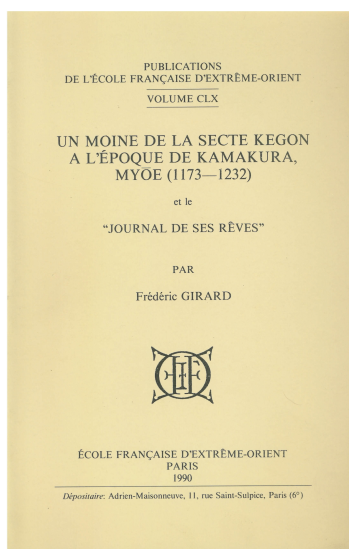 PUBLICATIONS
DE L'ÉCOLE FRANÇAISE D'EXTRÊME-ORIENT
VOLUME CLX
UN MOINE DE LA SECTE KEGON
A L'ÉPOQUE DE KAMAKURA,
MYŌE (1173—1232)
et le
"JOURNAL DE SES RÊVES"
PAR
Frédéric GIRARD
ÉCOLE FRANÇAISE D'EXTRÊME-ORIENT
PARIS
1990
Dépositaire: Adrien-Maisonneuve, 11, rue Saint-Sulpice, Paris (6e)